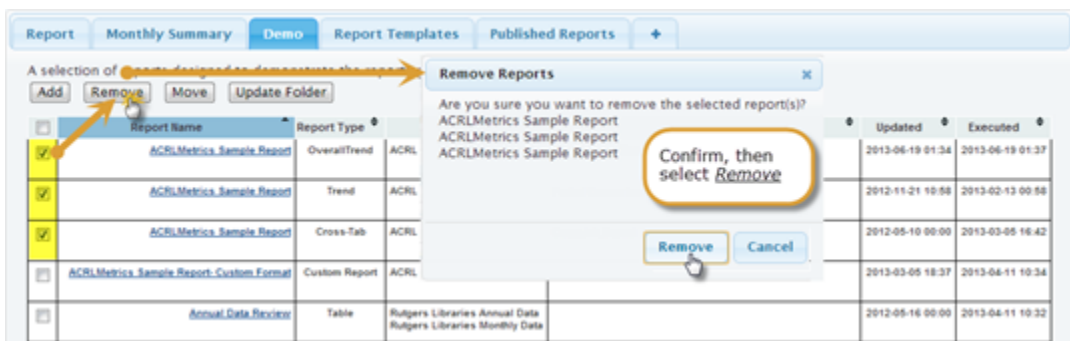 Report Monthly Summary Demo Report Templates Published Reports +
A selection of reports designed to demonstrate the
Add Remove Move Update Folder
Remove Reports x
Are you sure you want to remove the selected report(s)?
ACRLMetrics Sample Report
ACRLMetrics Sample Report
ACRLMetrics Sample Report
Confirm, then
select Remove
Remove Cancel
Report Name Report Type Updated Executed
ACRLMetrics Sample Report OverallTrend ACRL 2013-06-19 01:34 2013-06-19 01:37
ACRLMetrics Sample Report Trend ACRL 2012-11-21 10:58 2013-02-13 00:58
ACRLMetrics Sample Report Cross-Tab ACRL 2012-05-10 00:00 2013-03-05 16:42
ACRLMetrics Sample Report- Custom Format Custom Report ACRL 2013-03-05 18:37 2013-04-11 10:34
Annual Data Review Table Rutgers Libraries Annual Data 2012-05-16 00:00 2013-04-11 10:32
Rutgers Libraries Monthly Data